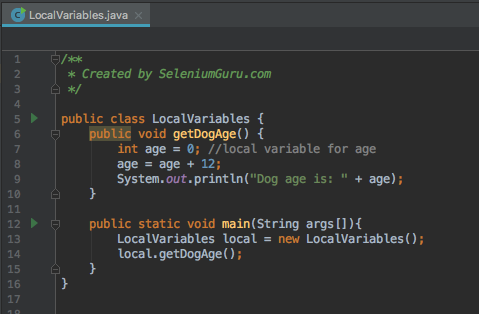 LocalVariables.java
1 /**
2  * Created by SeleniumGuru.com
3  */
4
5 public class LocalVariables {
6     public void getDogAge() {
7         int age = 0; //local variable for age
8         age = age + 12;
9         System.out.println("Dog age is: " + age);
10     }
11
12     public static void main(String args[]){
13         LocalVariables local = new LocalVariables();
14         local.getDogAge();
15     }
16 }
17
18